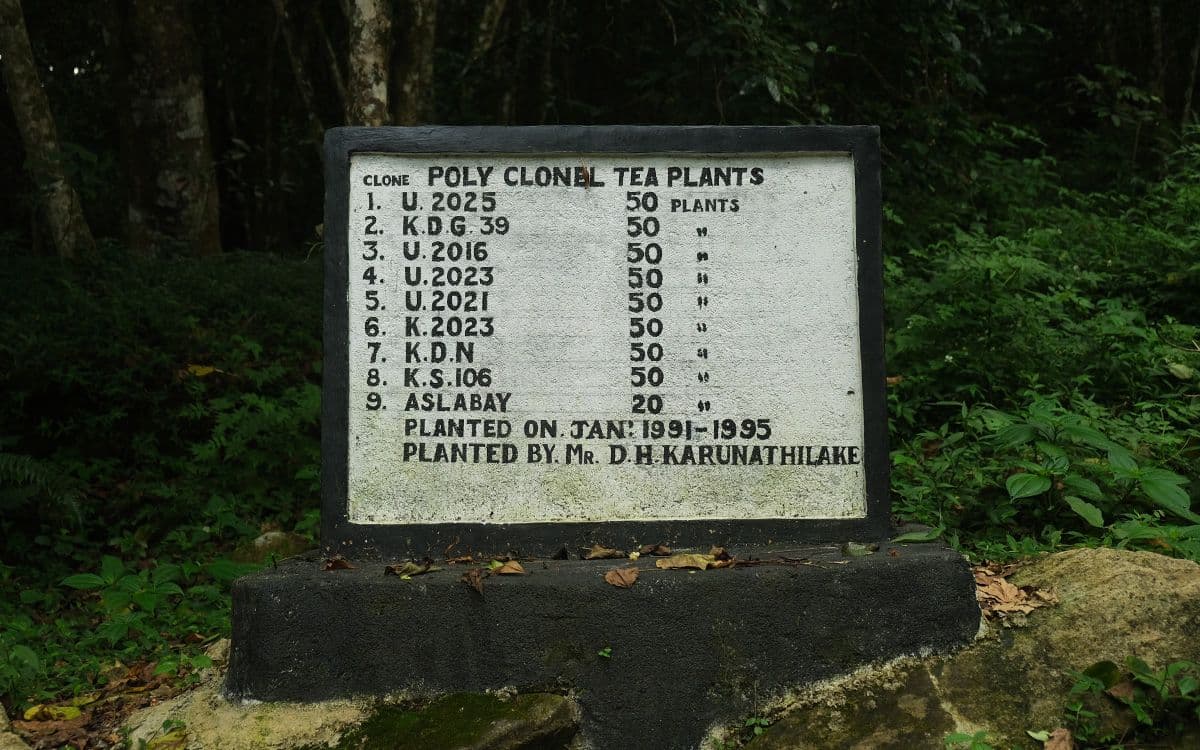 CLONE POLY CLONEL TEA PLANTS
1. U. 2025 50 PLANTS
2. K.D.G. 39 50 "
3. U.2016 50 "
4. U.2023 50 "
5. U.2021 50 "
6. K.2023 50 "
7. K.D.N 50 "
8. K.S.106 50 "
9. ASLABAY 20 "
PLANTED ON. JAN: 1991-1995
PLANTED BY. MR. D.H.KARUNATHILAKE